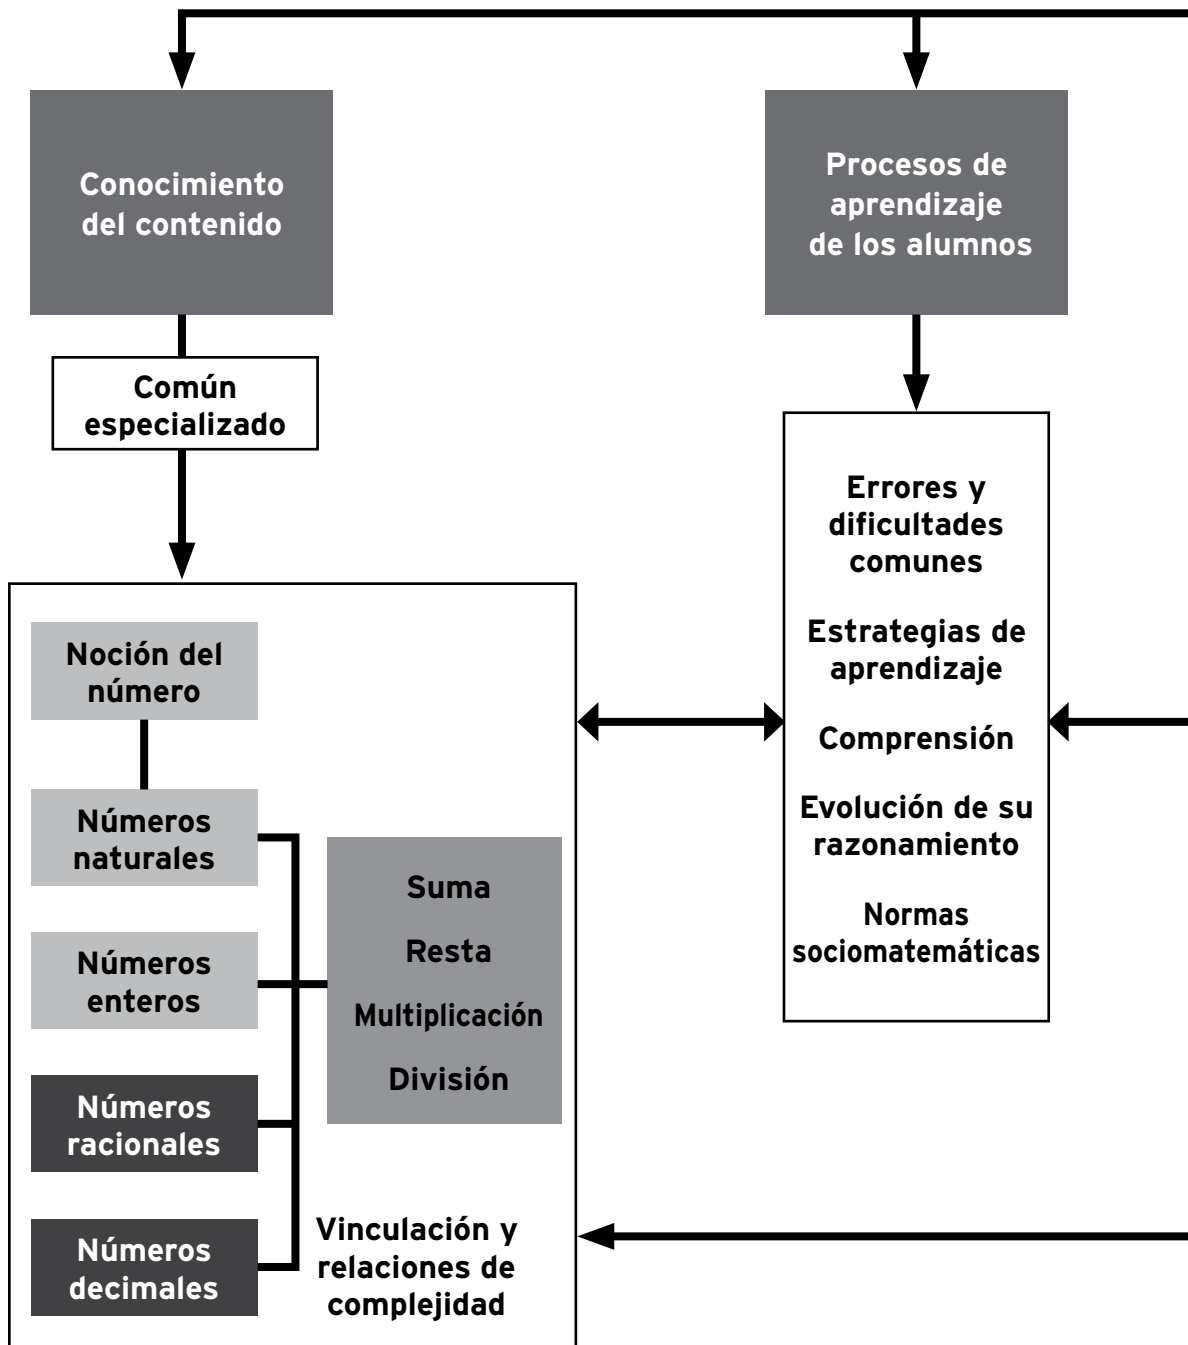 Conocimiento
del contenido
Procesos de
aprendizaje
de los alumnos
Común
especializado
Errores y
dificultades
comunes
Estrategias de
aprendizaje
Comprensión
Evolución de su
razonamiento
Normas
sociomatemáticas
Noción del
número
Números
naturales
Números
enteros
Números
racionales
Números
decimales
Suma
Resta
Multiplicación
División
Vinculación y
relaciones de
complejidad